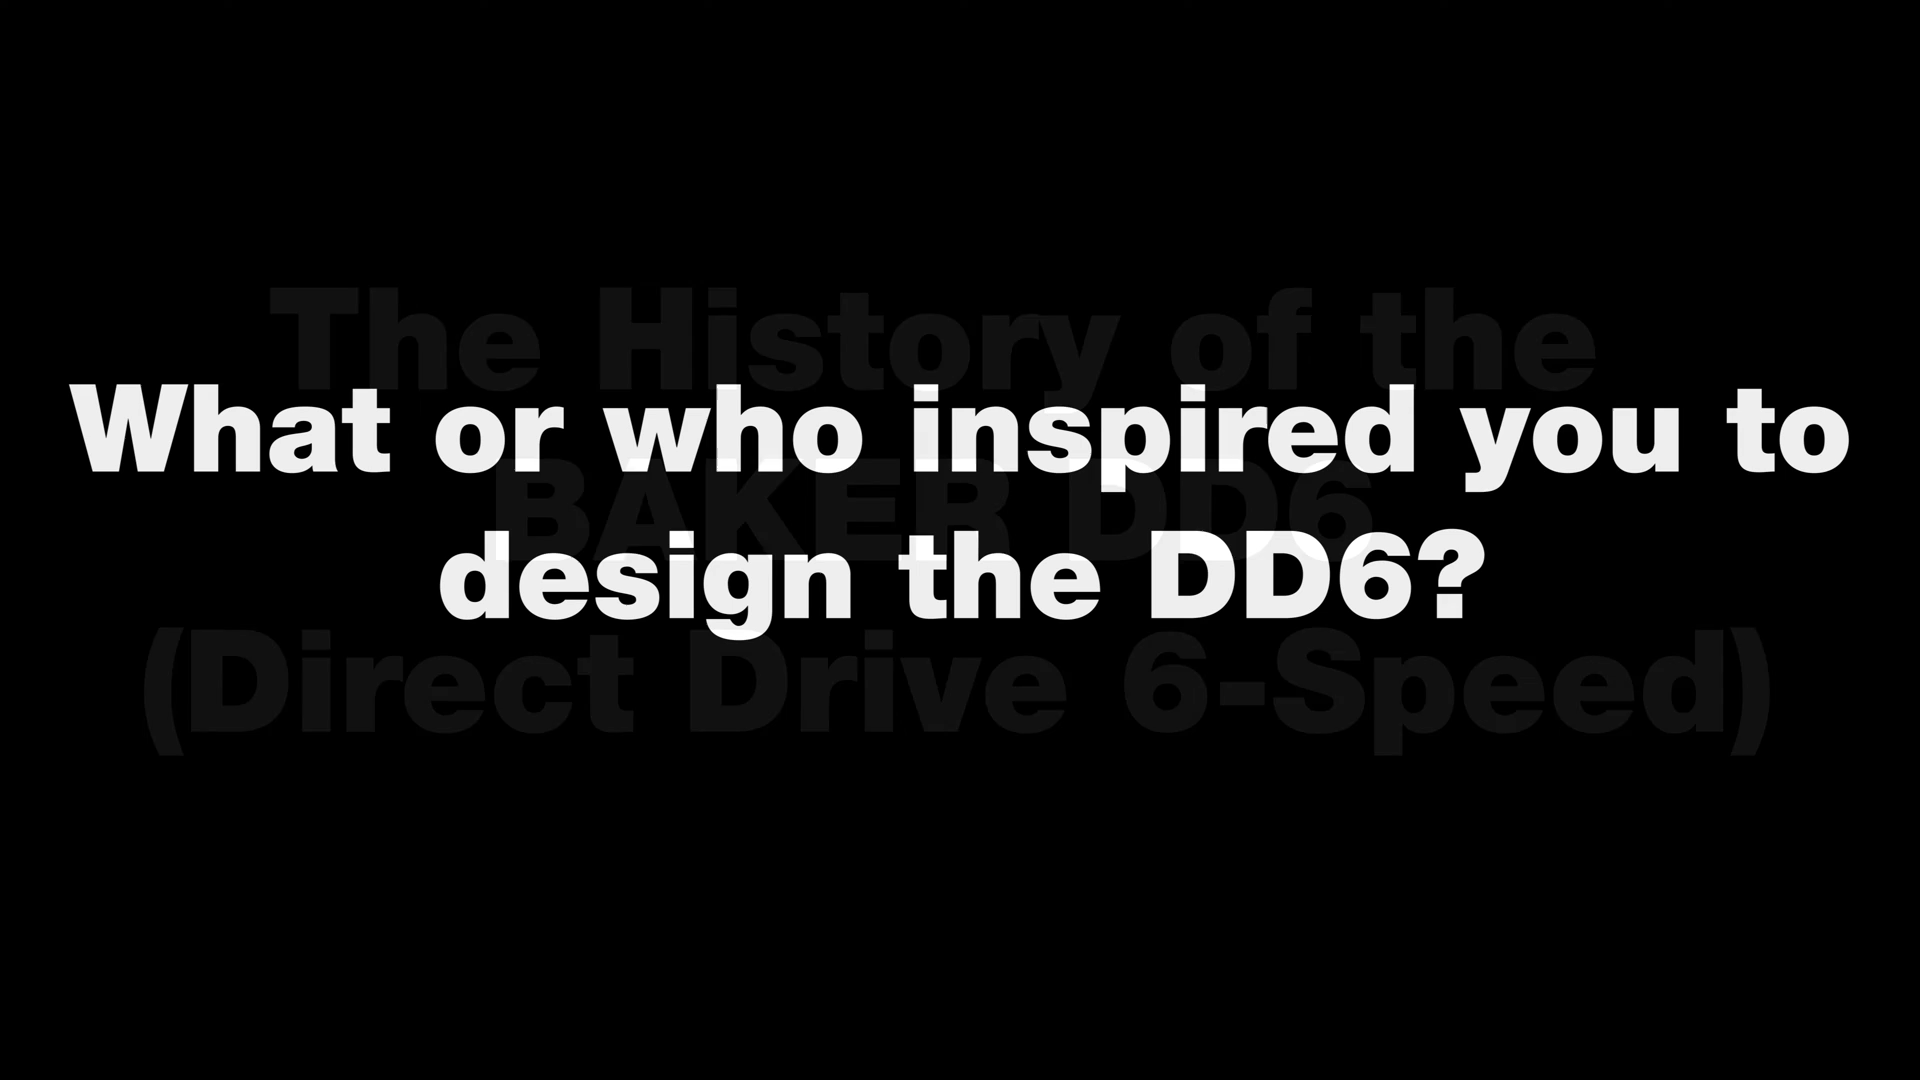 The History of the
What or who inspired you to
BAKER DD6
design the DD6?
(Direct Drive 6-Speed)